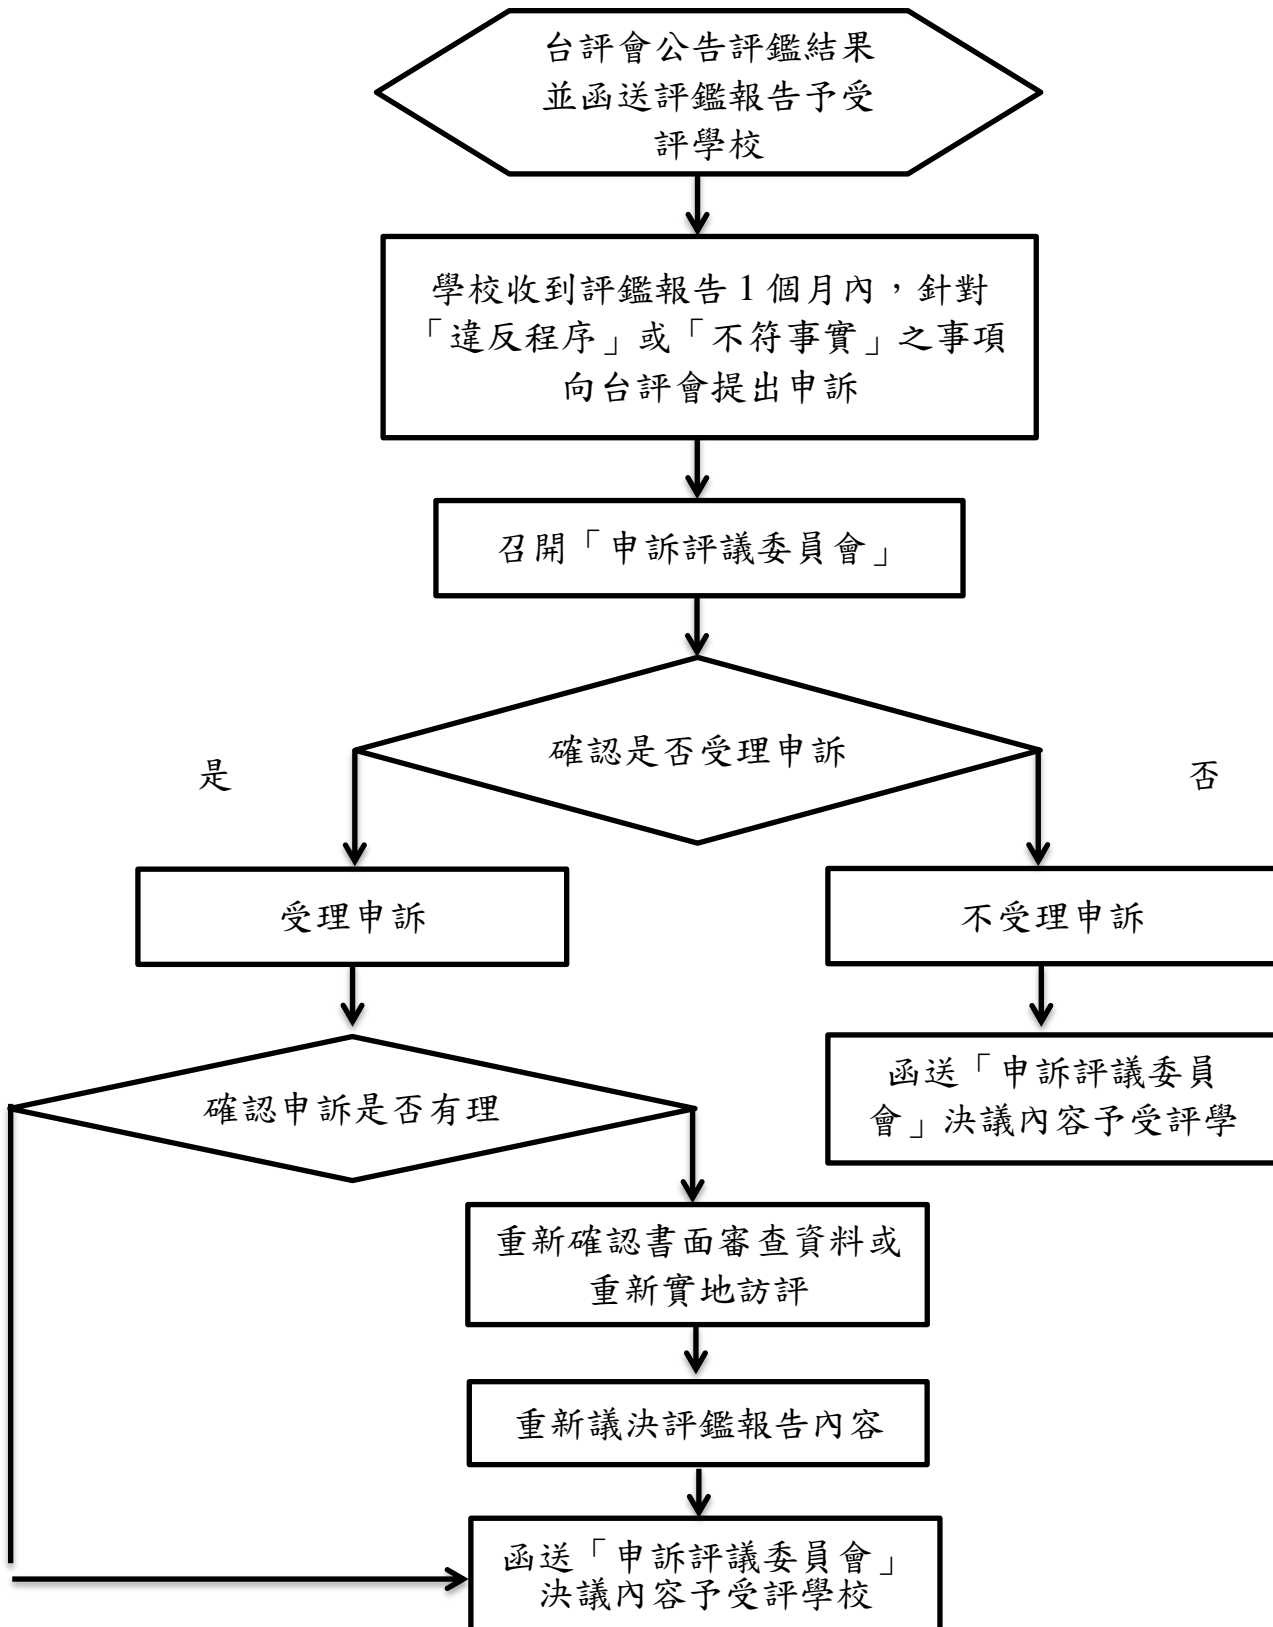 台評會公告評鑑結果
並函送評鑑報告予受
評學校
學校收到評鑑報告 1 個月內，針對
「違反程序」或「不符事實」之事項
向台評會提出申訴
召開「申訴評議委員會」
確認是否受理申訴
是
否
受理申訴
不受理申訴
確認申訴是否有理
函送「申訴評議委員
會」決議內容予受評學
重新確認書面審查資料或
重新實地訪評
重新議決評鑑報告內容
函送「申訴評議委員會」
決議內容予受評學校